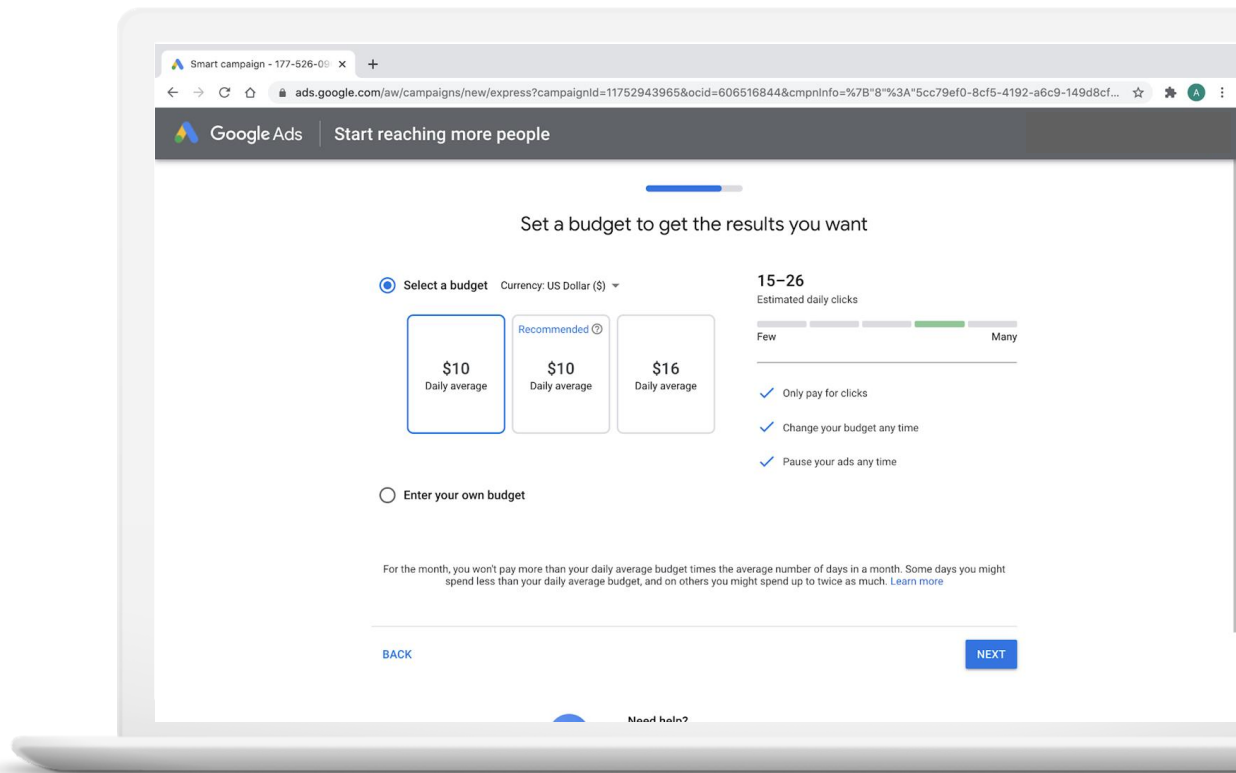 Smart campaign - 177-526-09
ads.google.com/aw/campaigns/new/express?campaignId=11752943965&ocid=606516844&cmpnInfo=%7B"8"%3A"5cc79ef0-8cf5-4192-a6c9-149d8cf...
A
Google Ads
Start reaching more people
Set a budget to get the results you want
Select a budget Currency: US Dollar ($)
$10
Daily average
Recommended
$10
Daily average
$16
Daily average
15–26
Estimated daily clicks
Few Many
Only pay for clicks
Change your budget any time
Pause your ads any time
Enter your own budget
For the month, you won't pay more than your daily average budget times the average number of days in a month. Some days you might
spend less than your daily average budget, and on others you might spend up to twice as much. Learn more
BACK
NEXT
Need help?